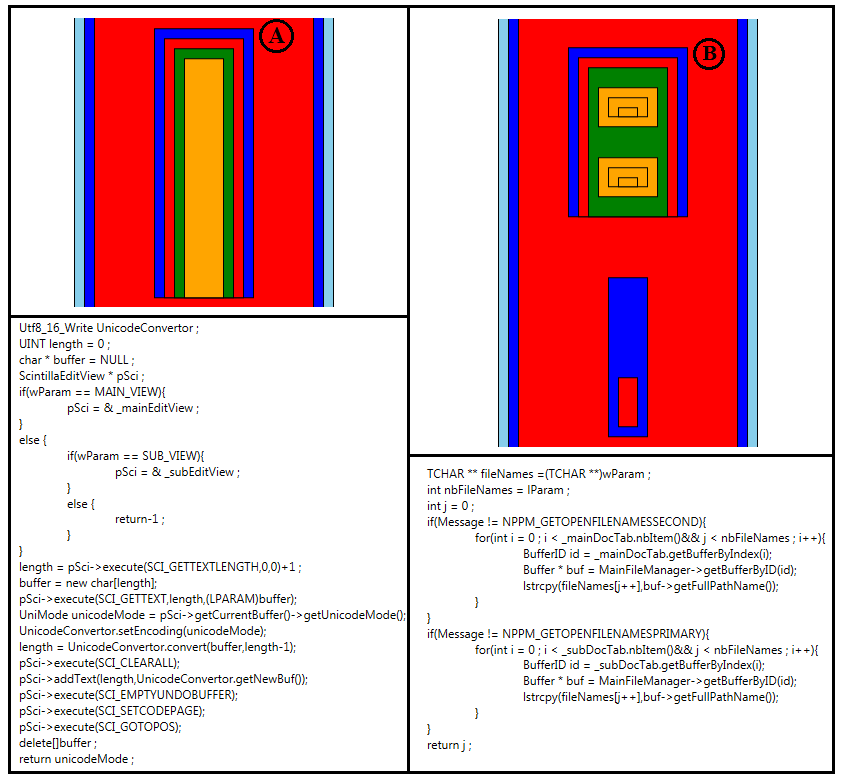 A
B
Utf8_16_Write UnicodeConvertor ;
UINT length = 0 ;
char * buffer = NULL ;
ScintillaEditView * pSci ;
if(wParam == MAIN_VIEW){
pSci = & _mainEditView ;
}
else {
if(wParam == SUB_VIEW){
pSci = & _subEditView ;
}
else {
return-1 ;
}
}
length = pSci->execute(SCI_GETTEXTLENGTH,0,0)+1 ;
buffer = new char[length];
pSci->execute(SCI_GETTEXT,length,(LPARAM)buffer);
UniMode unicodeMode = pSci->getCurrentBuffer()->getUnicodeMode();
UnicodeConvertor.setEncoding(unicodeMode);
length = UnicodeConvertor.convert(buffer,length-1);
pSci->execute(SCI_CLEARALL);
pSci->addText(length,UnicodeConvertor.getNewBuf());
pSci->execute(SCI_EMPTYUNDOBUFFER);
pSci->execute(SCI_SETCODEPAGE);
pSci->execute(SCI_GOTOPOS);
delete[]buffer ;
return unicodeMode ;
TCHAR ** fileNames =(TCHAR **)wParam ;
int nbFileNames = lParam ;
int j = 0 ;
if(Message != NPPM_GETOPENFILENAMESSECOND){
for(int i = 0 ; i < _mainDocTab.nbItem()&& j < nbFileNames ; i++){
BufferID id = _mainDocTab.getBufferByIndex(i);
Buffer * buf = MainFileManager->getBufferByID(id);
lstrcpy(fileNames[j++],buf->getFullPathName());
}
}
if(Message != NPPM_GETOPENFILENAMESPRIMARY){
for(int i = 0 ; i < _subDocTab.nbItem()&& j < nbFileNames ; i++){
BufferID id = _subDocTab.getBufferByIndex(i);
Buffer * buf = MainFileManager->getBufferByID(id);
lstrcpy(fileNames[j++],buf->getFullPathName());
}
}
return j ;